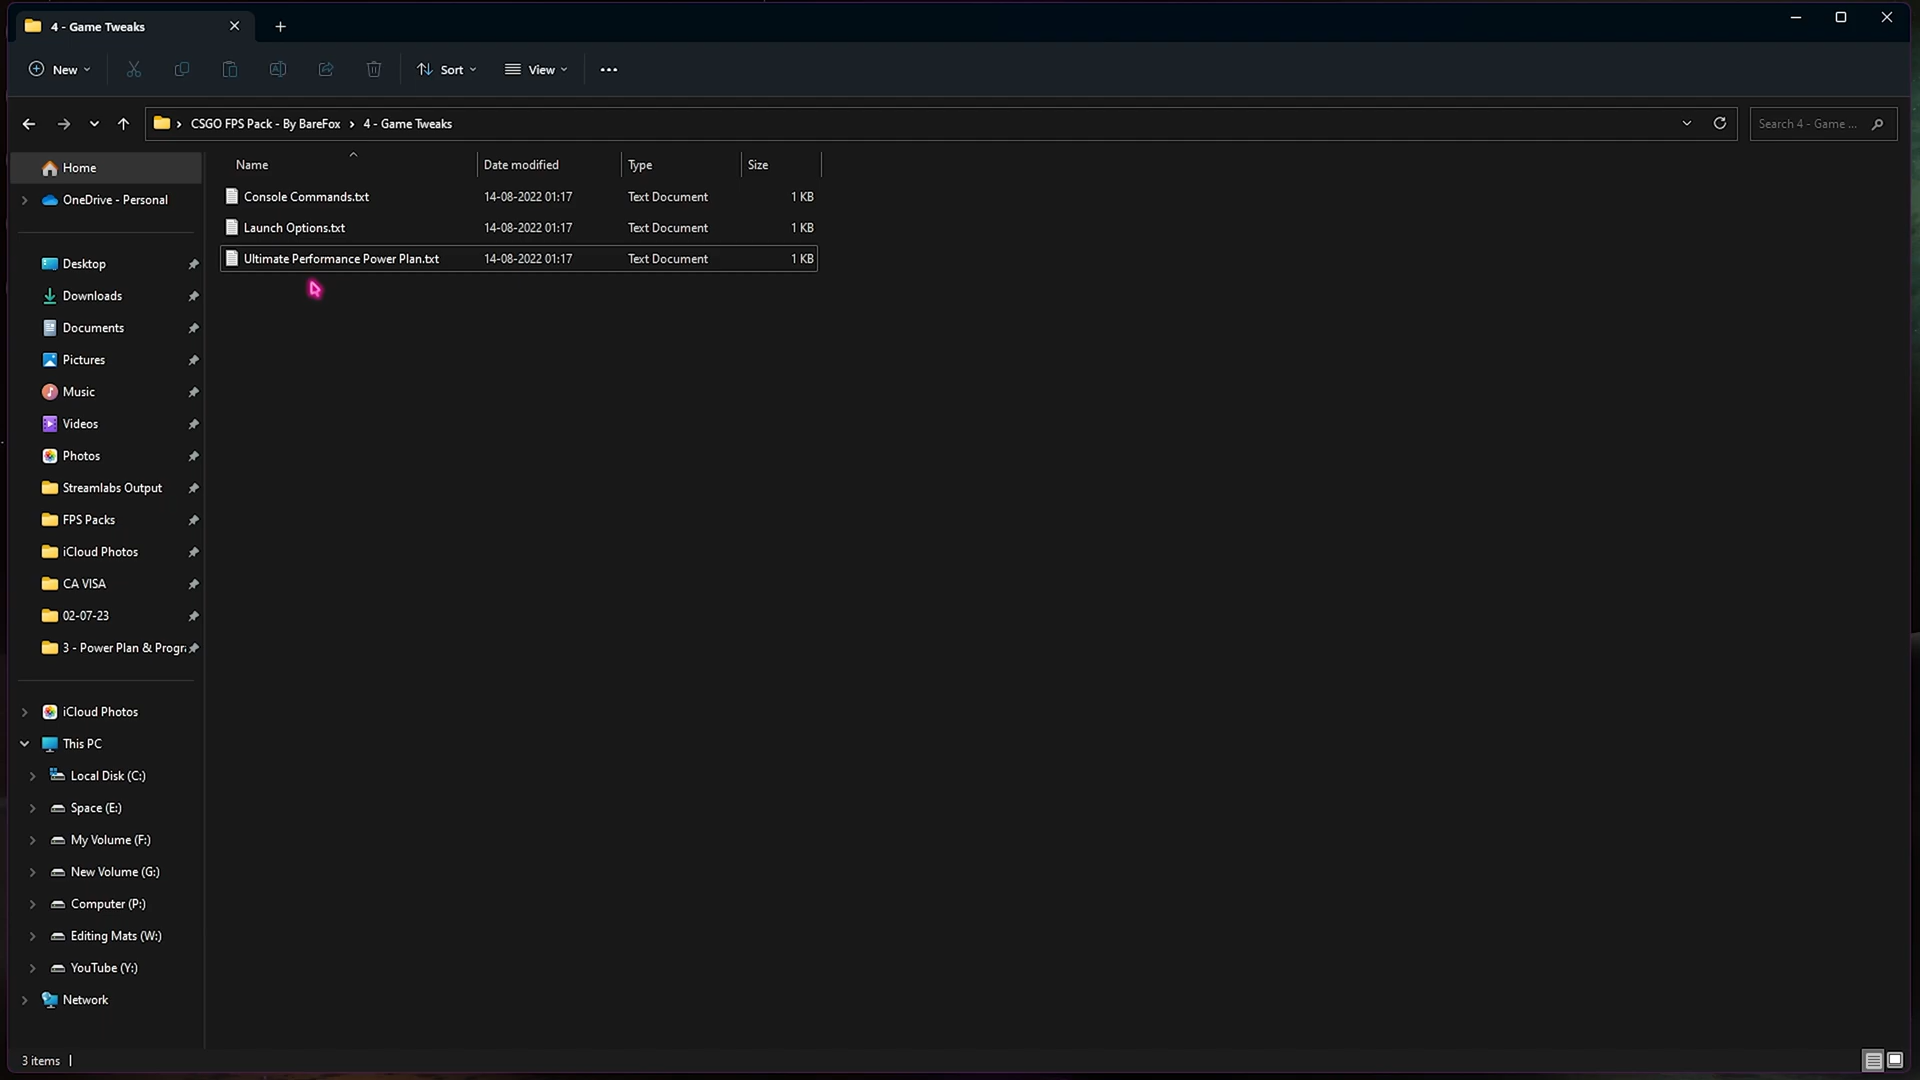 4 - Game Tweaks
New
Sort
View
CSGO FPS Pack - By BareFox
4 - Game Tweaks
Search 4 - Game ...
Name
Date modified
Type
Size
Console Commands.txt
14-08-2022 01:17
Text Document
1 KB
Launch Options.txt
14-08-2022 01:17
Text Document
1 KB
Ultimate Performance Power Plan.txt
14-08-2022 01:17
Text Document
1 KB
Home
OneDrive - Personal
Desktop
Downloads
Documents
Pictures
Music
Videos
Photos
Streamlabs Output
FPS Packs
iCloud Photos
CA VISA
02-07-23
3 - Power Plan & Progr
iCloud Photos
This PC
Local Disk (C:)
Space (E:)
My Volume (F:)
New Volume (G:)
Computer (P:)
Editing Mats (W:)
YouTube (Y:)
Network
3 items